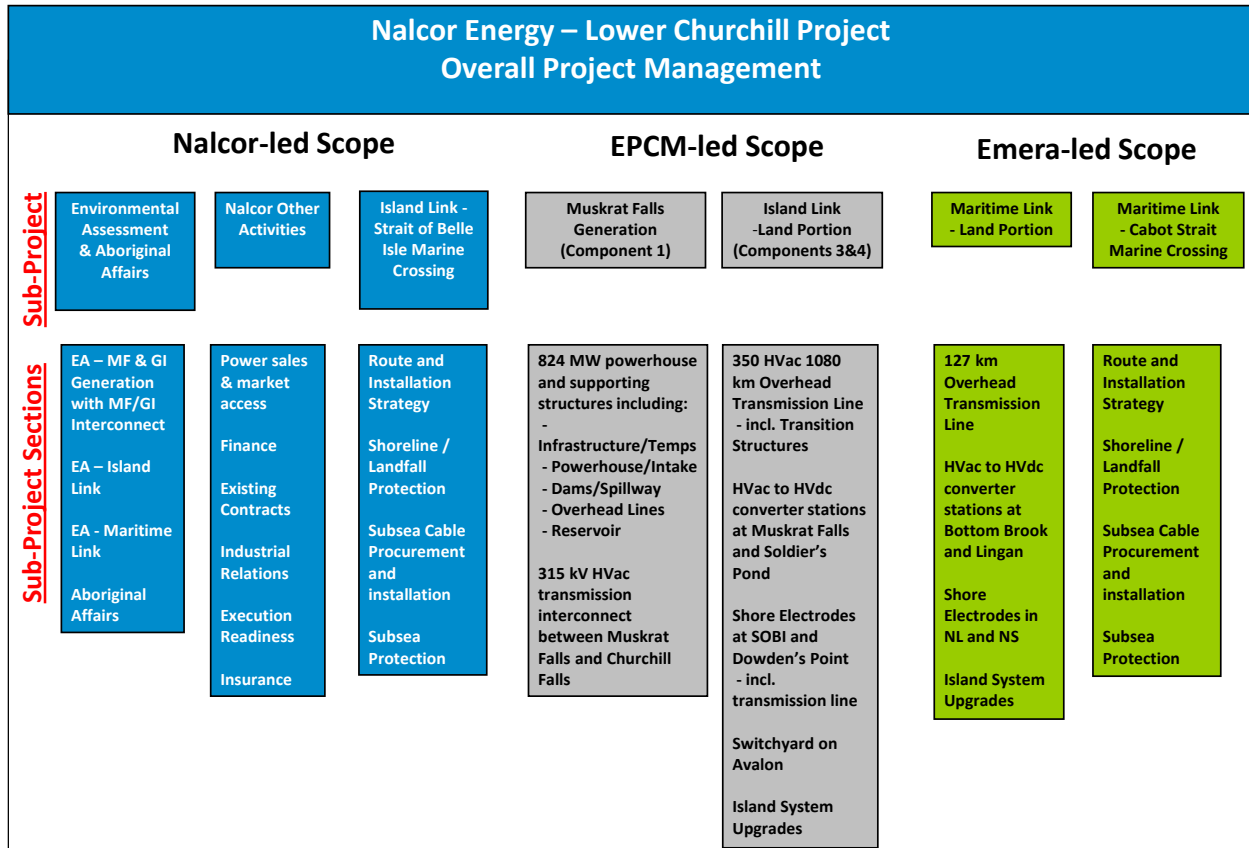 Nalcor Energy – Lower Churchill Project
Overall Project Management
Nalcor-led Scope
EPCM-led Scope
Emera-led Scope
Sub-Project
Environmental
Assessment
& Aboriginal
Affairs
Nalcor Other
Activities
Island Link -
Strait of Belle
Isle Marine
Crossing
Muskrat Falls
Generation
(Component 1)
Island Link
-Land Portion
(Components 3&4)
Maritime Link
- Land Portion
Maritime Link
- Cabot Strait
Marine Crossing
Sub-Project Sections
EA – MF & GI
Generation
with MF/GI
Interconnect
EA – Island
Link
EA - Maritime
Link
Aboriginal
Affairs
Power sales
& market
access
Finance
Existing
Contracts
Industrial
Relations
Execution
Readiness
Insurance
Route and
Installation
Strategy
Shoreline /
Landfall
Protection
Subsea Cable
Procurement
and
installation
Subsea
Protection
824 MW powerhouse
and supporting
structures including:
-
Infrastructure/Temps
- Powerhouse/Intake
- Dams/Spillway
- Overhead Lines
- Reservoir
315 kV HVac
transmission
interconnect
between Muskrat
Falls and Churchill
Falls
350 HVac 1080
km Overhead
Transmission Line
- incl. Transition
Structures
HVac to HVdc
converter stations
at Muskrat Falls
and Soldier's
Pond
Shore Electrodes
at SOBI and
Dowden's Point
- incl.
transmission line
Switchyard on
Avalon
Island System
Upgrades
127 km
Overhead
Transmission
Line
HVac to HVdc
converter
stations at
Bottom Brook
and Lingan
Shore
Electrodes in
NL and NS
Island System
Upgrades
Route and
Installation
Strategy
Shoreline /
Landfall
Protection
Subsea Cable
Procurement
and
installation
Subsea
Protection